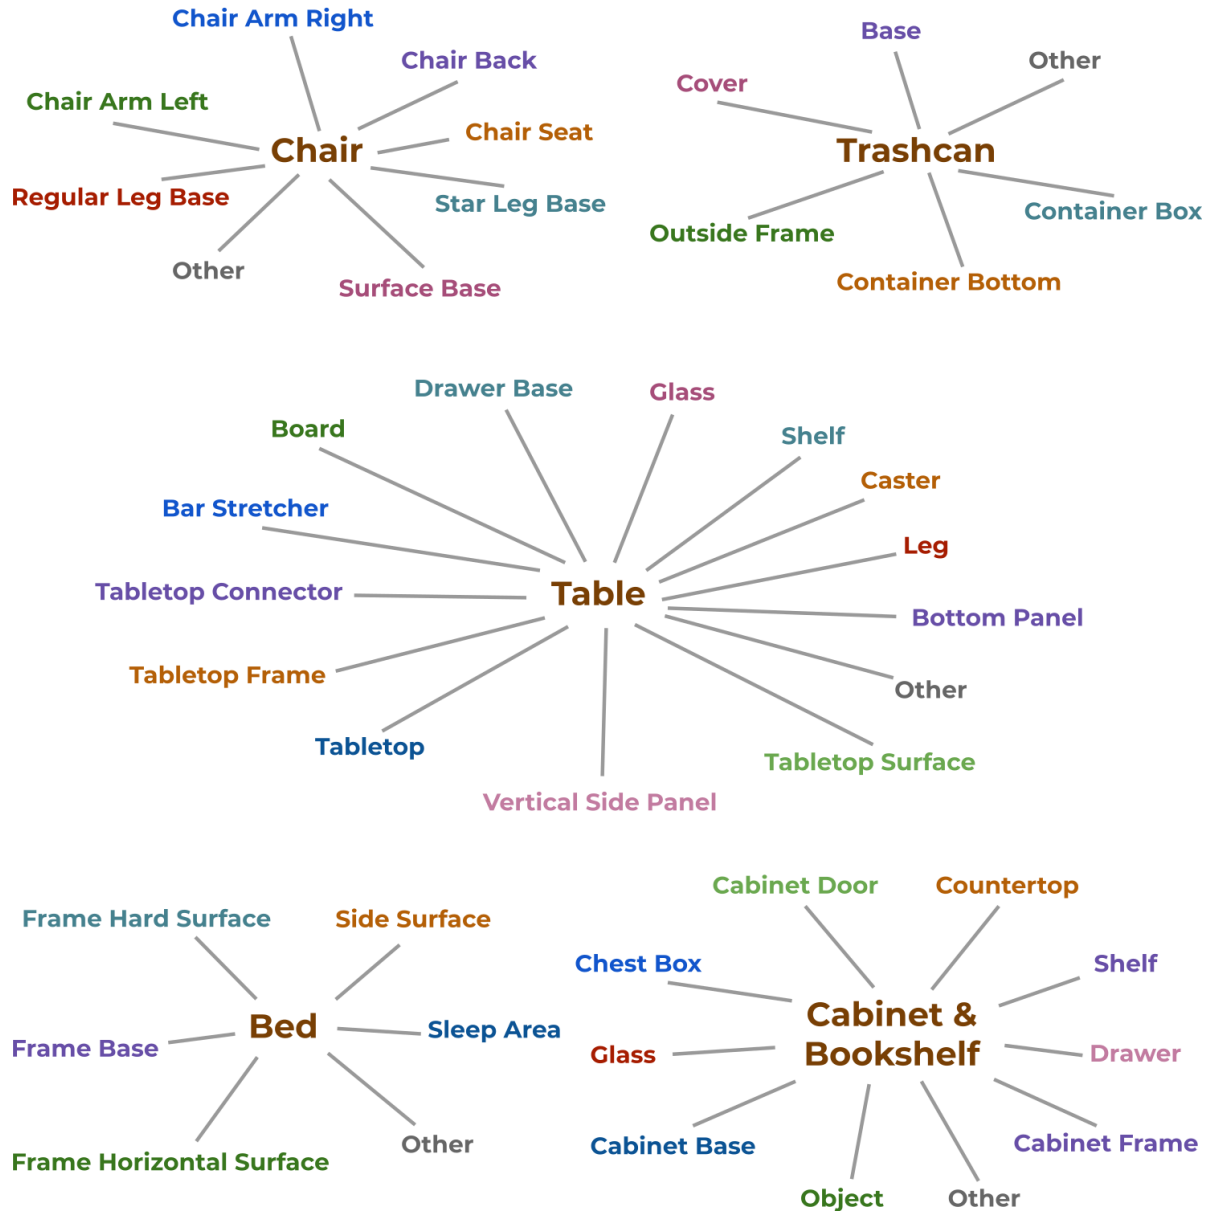 Chair Arm Right
Chair Back
Chair Arm Left
Chair Seat
Chair
Regular Leg Base
Star Leg Base
Other
Surface Base
Base
Other
Cover
Trashcan
Container Box
Outside Frame
Container Bottom
Drawer Base
Glass
Board
Shelf
Caster
Bar Stretcher
Leg
Tabletop Connector
Table
Bottom Panel
Tabletop Frame
Other
Tabletop
Tabletop Surface
Vertical Side Panel
Frame Hard Surface
Side Surface
Bed
Sleep Area
Frame Base
Other
Frame Horizontal Surface
Cabinet Door
Countertop
Chest Box
Shelf
Cabinet &
Bookshelf
Glass
Drawer
Cabinet Base
Cabinet Frame
Object
Other